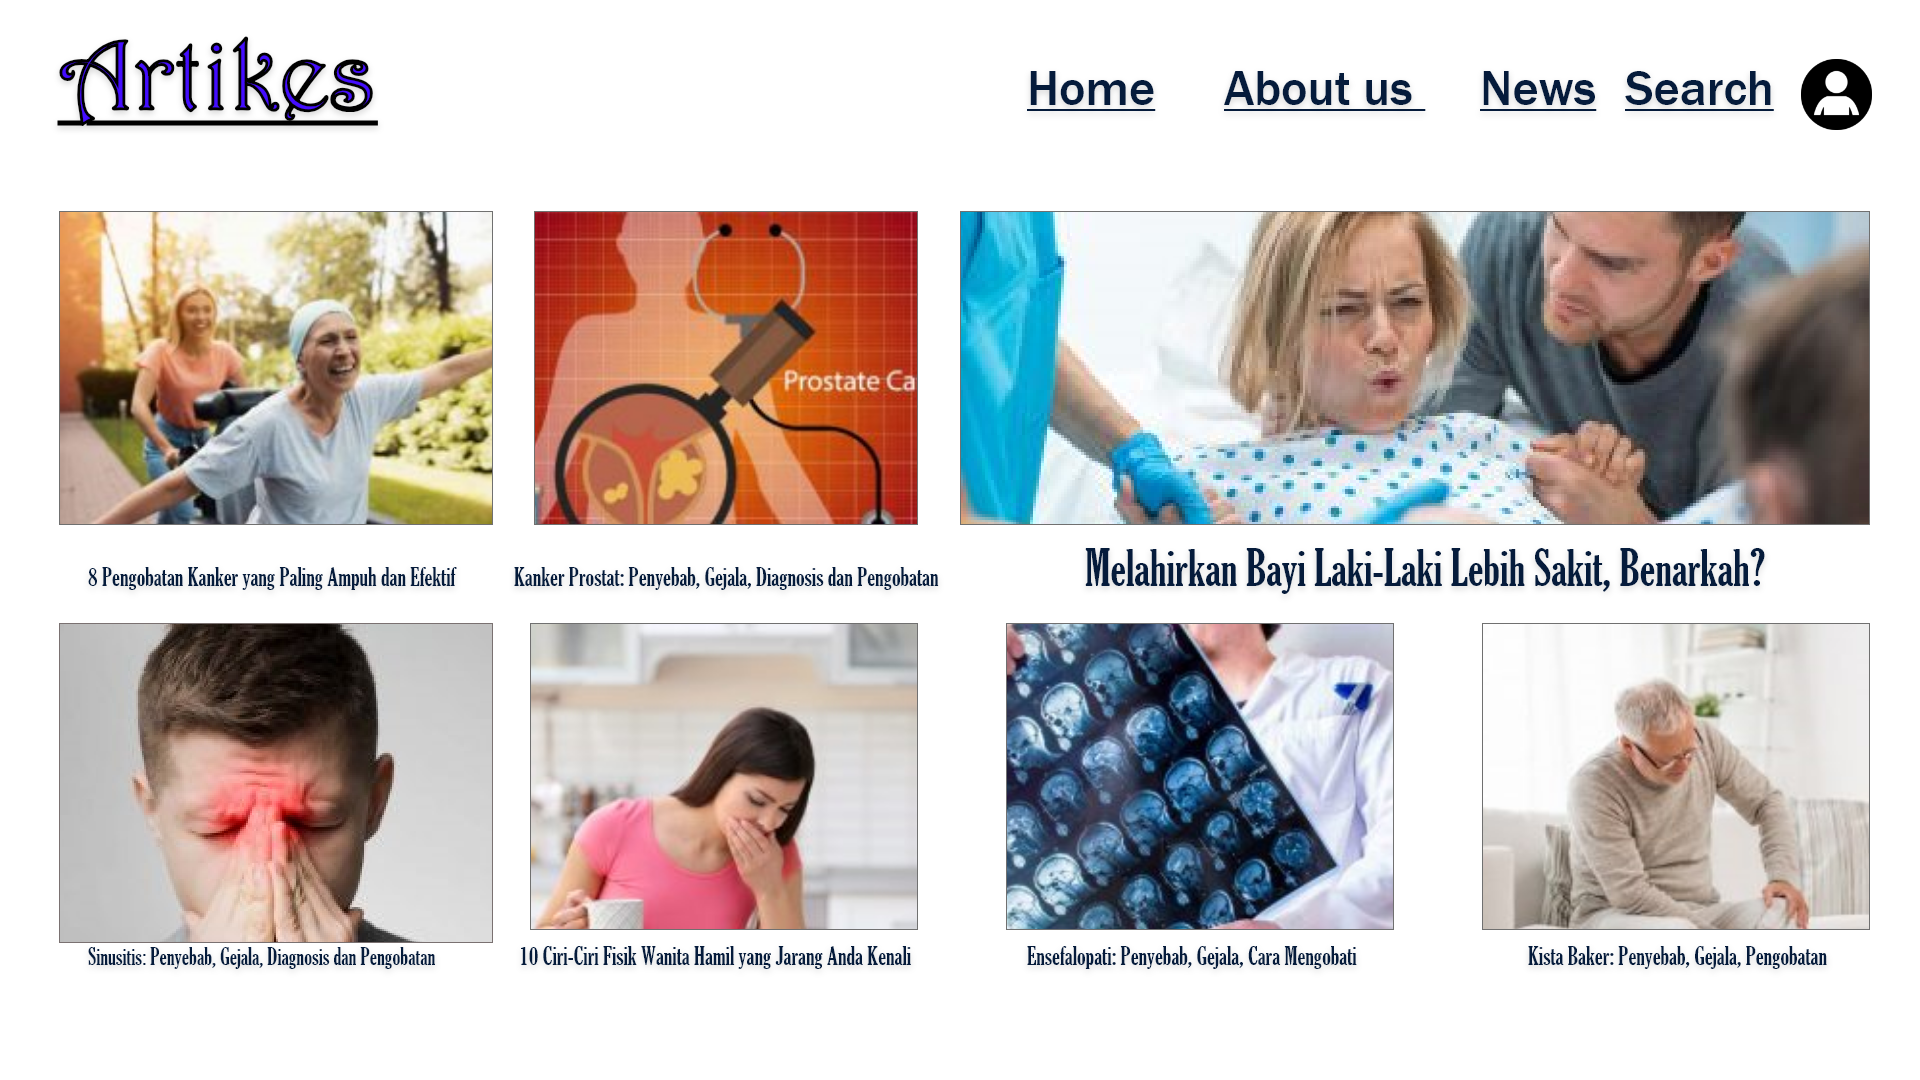 Artikes
Home About us News Search
Prostate Ca
8 Pengobatan Kanker yang Paling Ampuh dan Efektif
Kanker Prostat: Penyebab, Gejala, Diagnosis dan Pengobatan
Melahirkan Bayi Laki-Laki Lebih Sakit, Benarkah?
Sinusitis: Penyebab, Gejala, Diagnosis dan Pengobatan
10 Ciri-Ciri Fisik Wanita Hamil yang Jarang Anda Kenali
Ensefalopati: Penyebab, Gejala, Cara Mengobati
Kista Baker: Penyebab, Gejala, Pengobatan